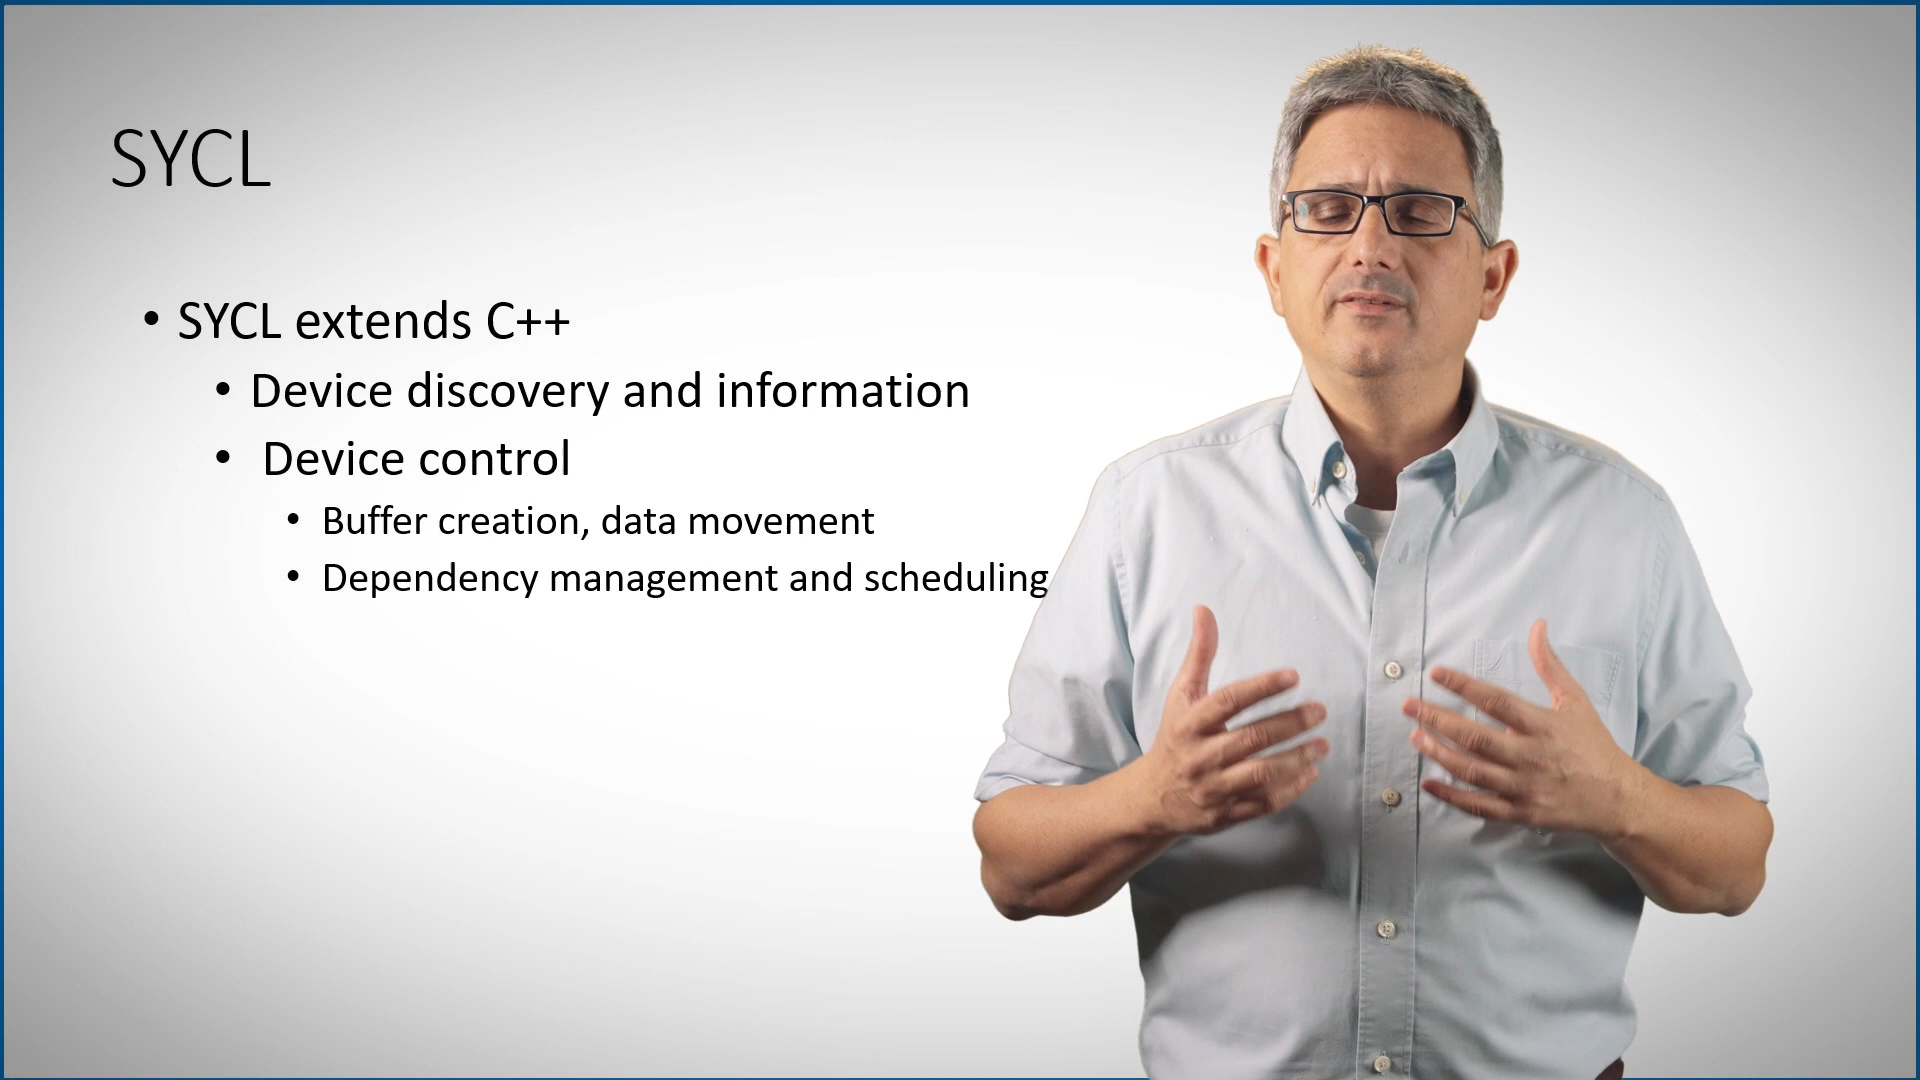 SYCL
• SYCL extends C++
• Device discovery and information
• Device control
• Buffer creation, data movement
• Dependency management and scheduling